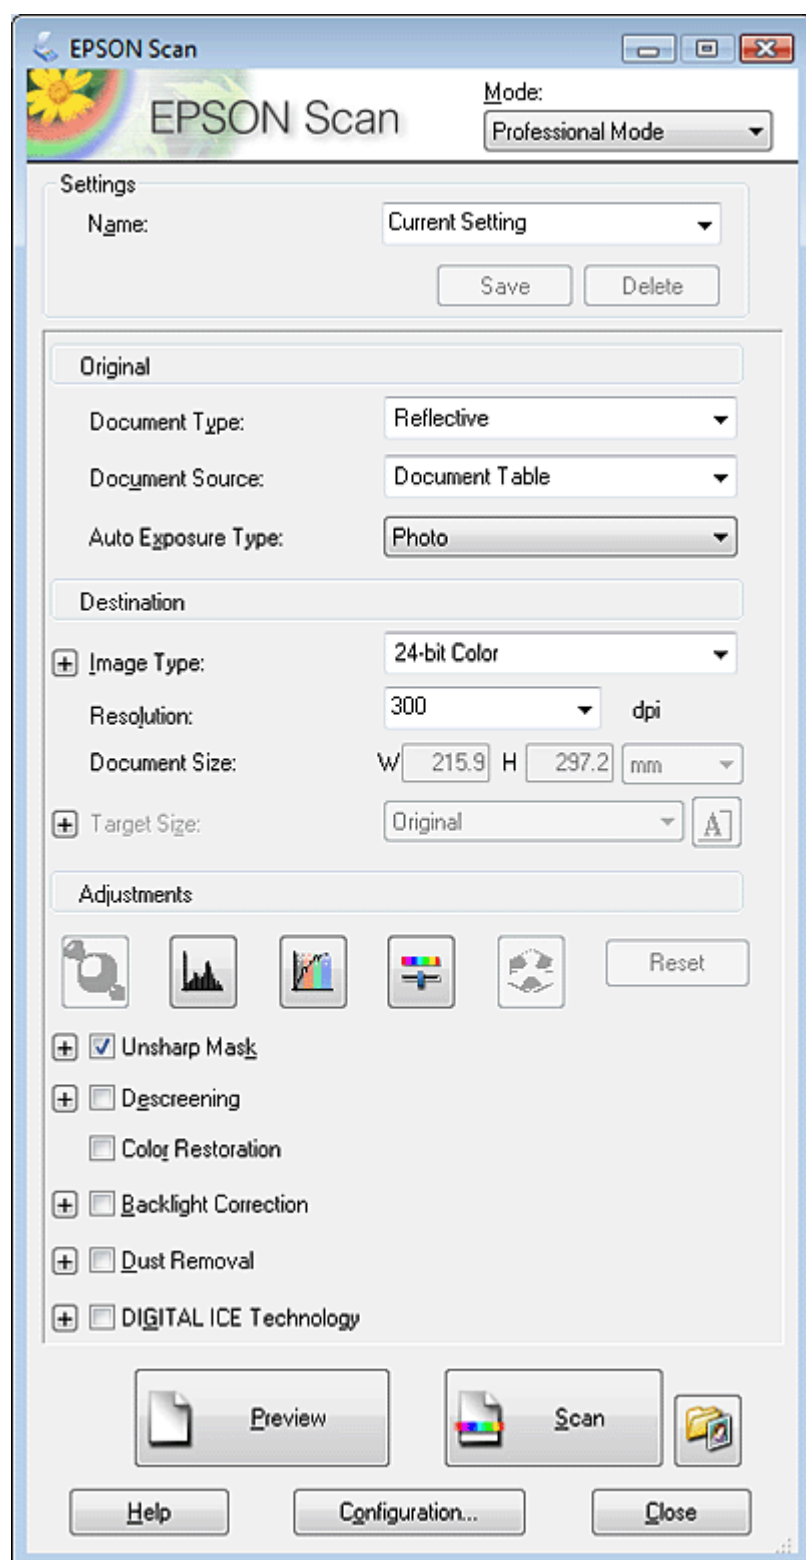 EPSON Scan
EPSON Scan
Mode:
Professional Mode
Settings
Name: Current Setting
Save Delete
Original
Document Type: Reflective
Document Source: Document Table
Auto Exposure Type: Photo
Destination
Image Type: 24-bit Color
Resolution: 300 dpi
Document Size: W 215.9 H 297.2 mm
Target Size: Original A
Adjustments
Reset
Unsharp Mask
Descreening
Color Restoration
Backlight Correction
Dust Removal
DIGITAL ICE Technology
Preview Scan
Help Configuration... Close